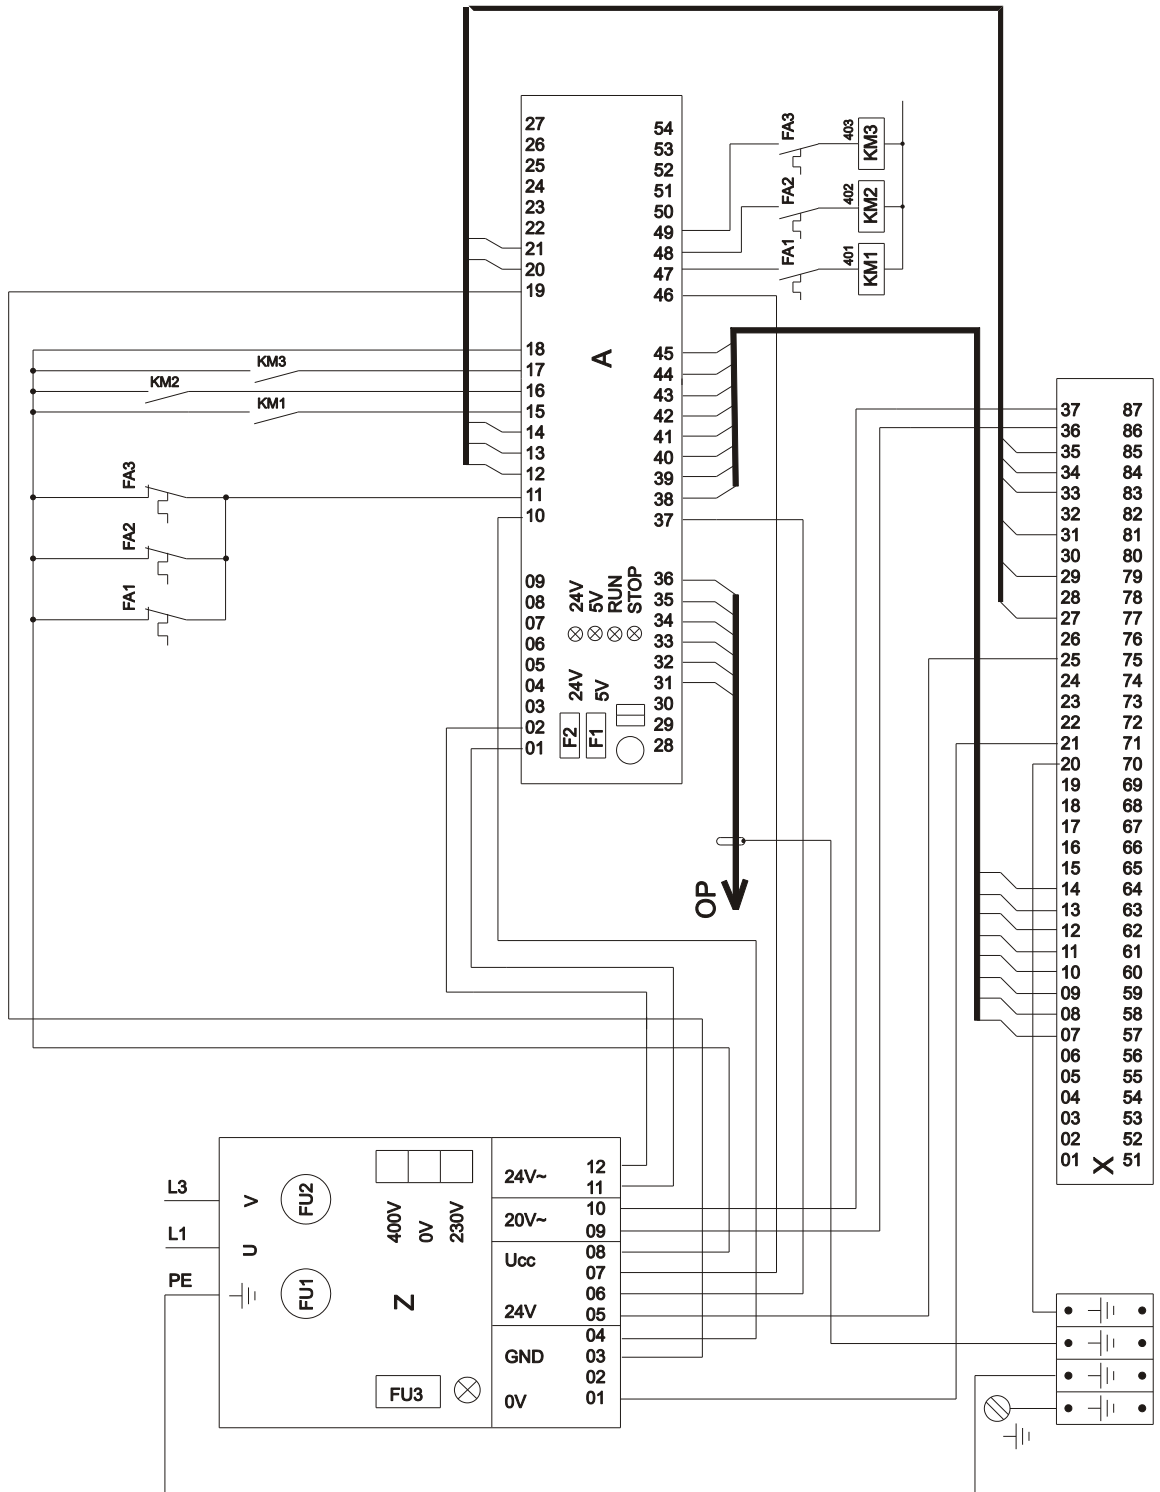 27
26
25
24
23
22
21
20
19
18
17
16
15
14
13
12
11
10
09
08
07
06
05
04
03
02
01
A
24V
5V
RUN
STOP
24V
5V
F2
F1
54
53
52
51
50
49
48
47
46
45
44
43
42
41
40
39
38
37
36
35
34
33
32
31
30
29
28
FA3
403
KM3
FA2
402
KM2
FA1
401
KM1
KM3
KM2
KM1
FA3
FA2
FA1
OP
37 87
36 86
35 85
34 84
33 83
32 82
31 81
30 80
29 79
28 78
27 77
26 76
25 75
24 74
23 73
22 72
21 71
20 70
19 69
18 68
17 67
16 66
15 65
14 64
13 63
12 62
11 61
10 60
09 59
08 58
07 57
06 56
05 55
04 54
03 53
02 52
01 X 51
L3
L1
PE
V
U
FU2
FU1
400V
0V
230V
Z
FU3
24V~
20V~
Ucc
24V
GND
0V
12
11
10
09
08
07
06
05
04
03
02
01